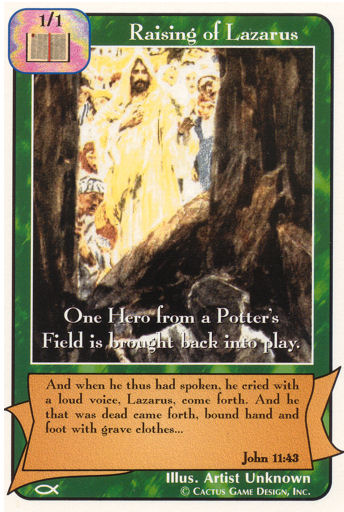 1/1
Raising of Lazarus
One Hero from a Potter's
Field is brought back into play.
And when he thus had spoken, he cried with
a loud voice, Lazarus, come forth. And he
that was dead came forth, bound hand and
foot with grave clothes...
John 11:43
Illus. Artist Unknown
© Cactus Game Design, Inc.